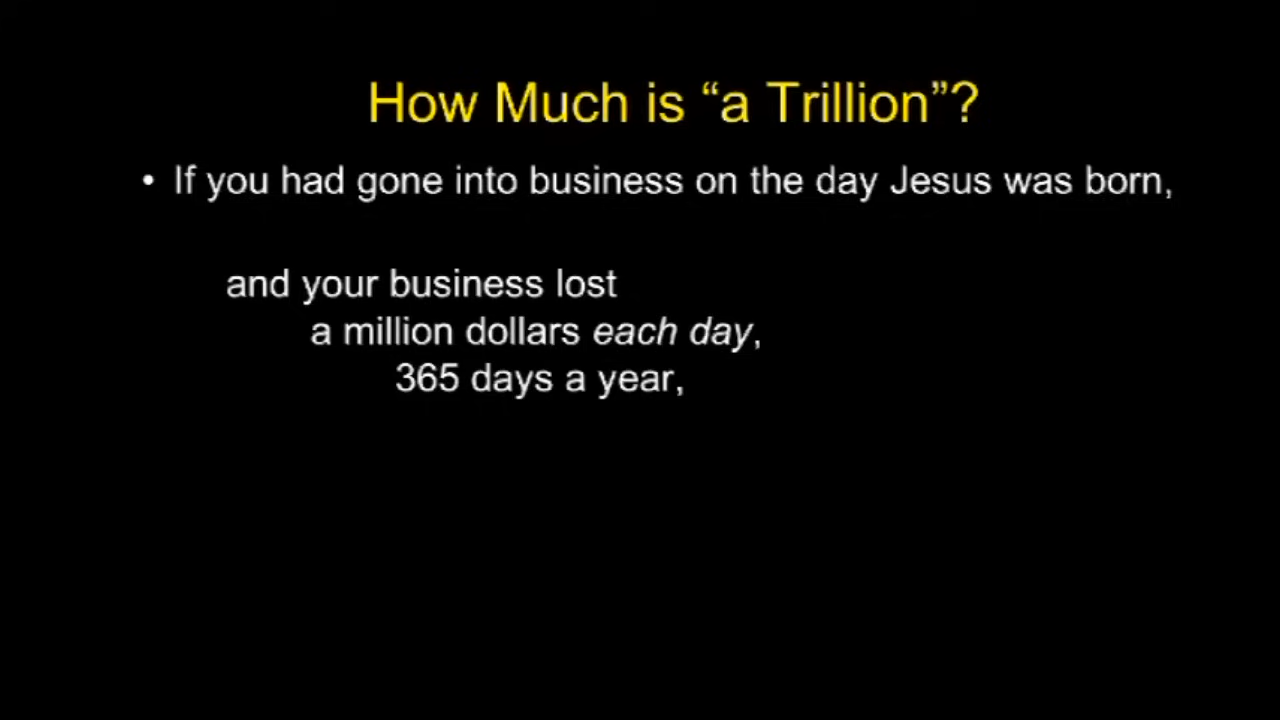 How Much is “a Trillion”?
• If you had gone into business on the day Jesus was born,
and your business lost
a million dollars each day,
365 days a year,